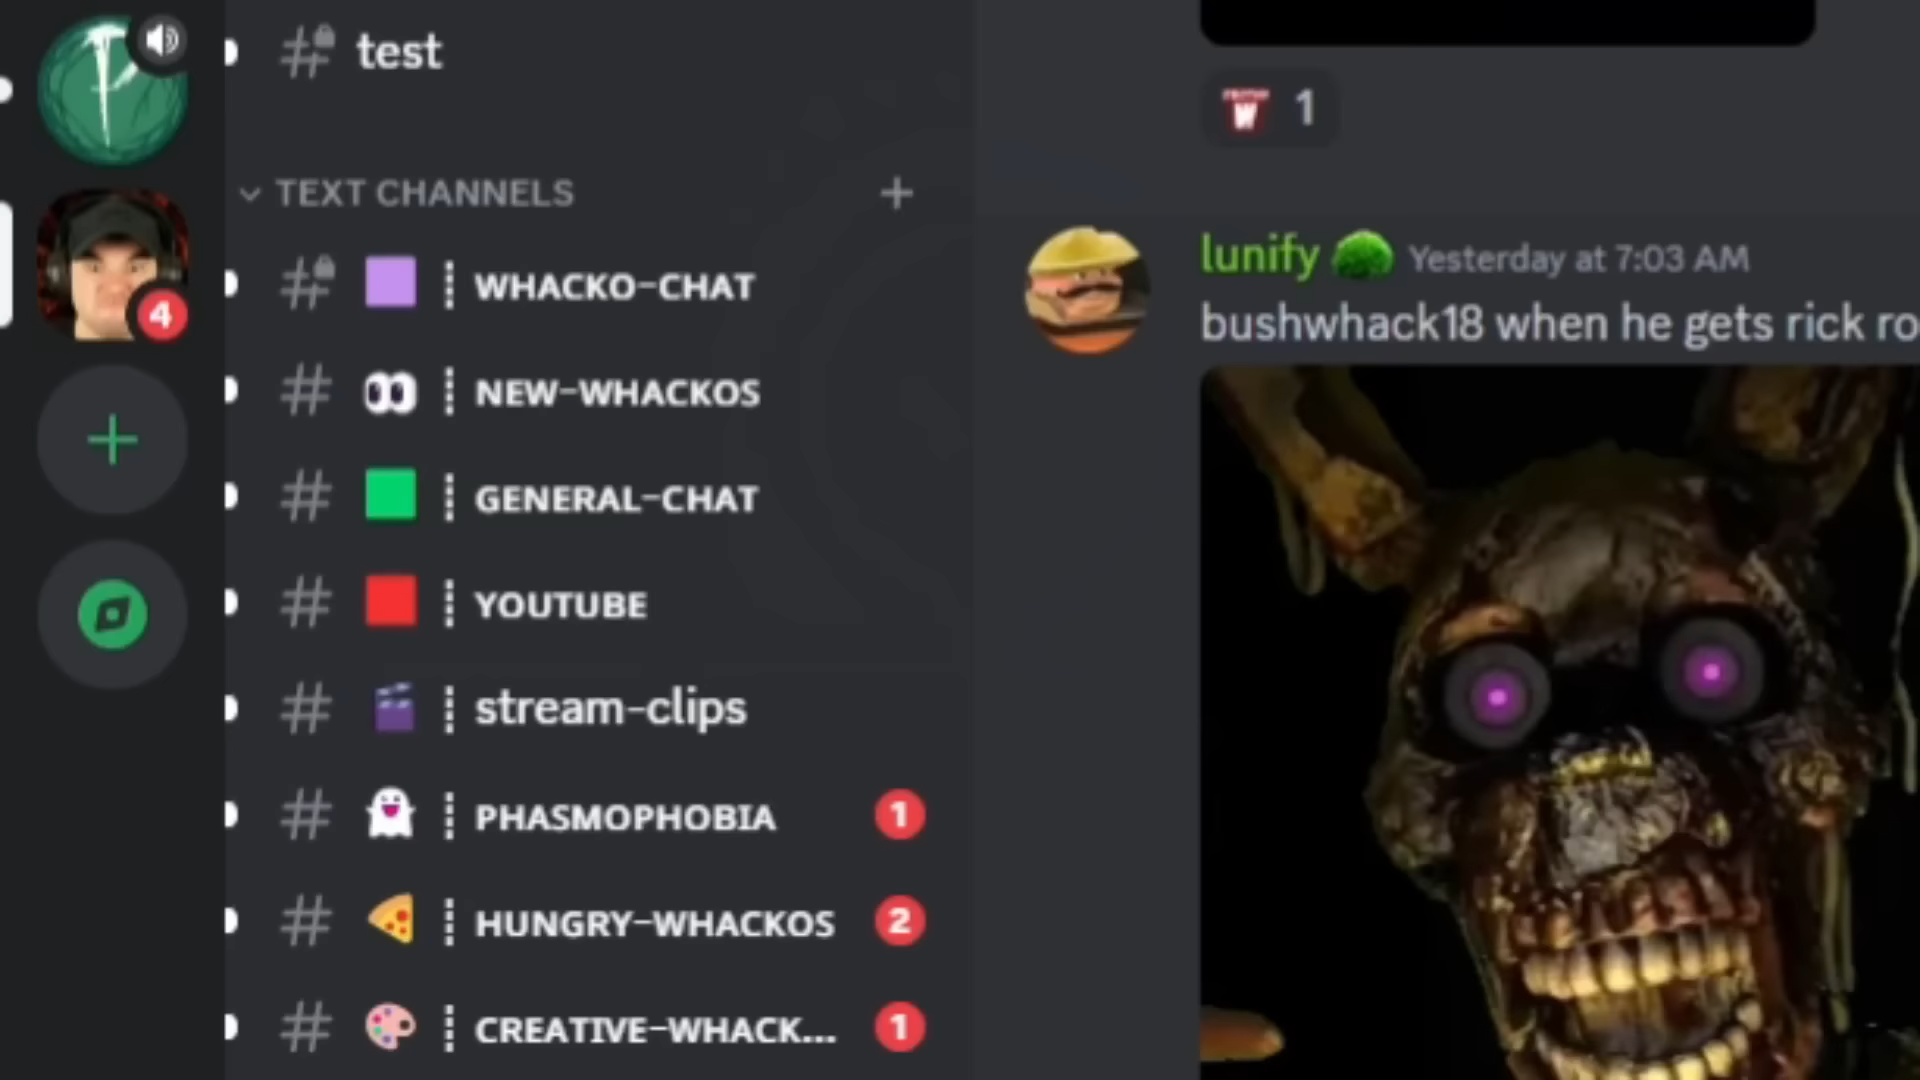 test
1
TEXT CHANNELS
4
WHACKO-CHAT
NEW-WHACKOS
GENERAL-CHAT
YOUTUBE
stream-clips
PHASMOPHOBIA 1
HUNGRY-WHACKOS 2
CREATIVE-WHACK... 1
lunify Yesterday at 7:03 AM
bushwhack18 when he gets rick ro